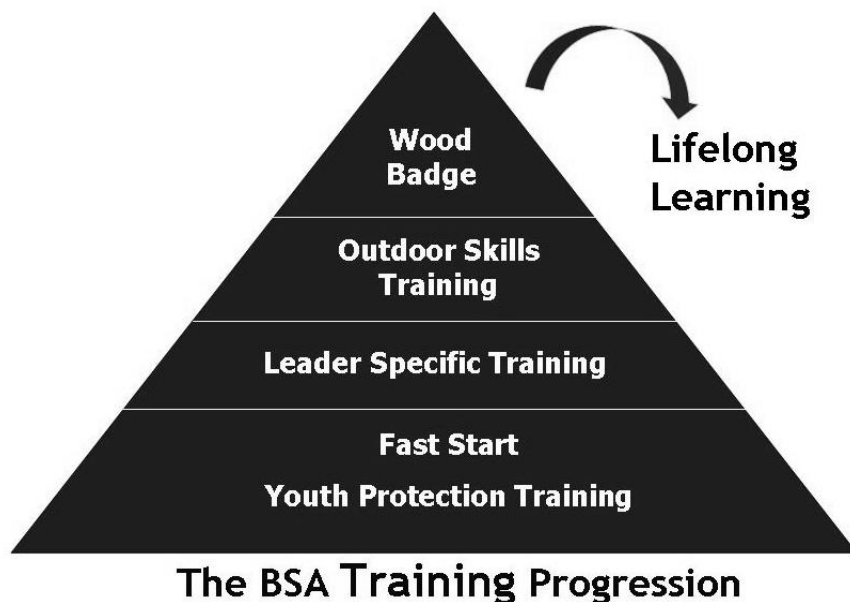 Wood
Badge
Lifelong
Learning
Outdoor Skills
Training
Leader Specific Training
Fast Start
Youth Protection Training
The BSA Training Progression